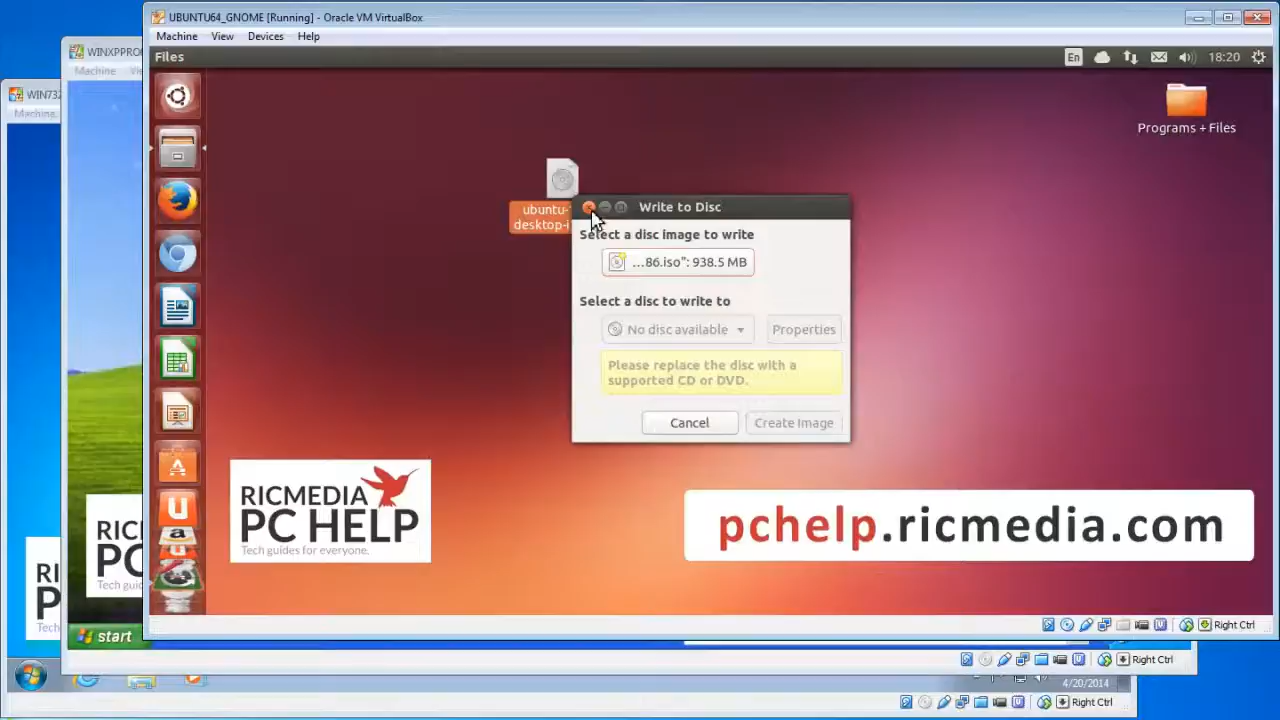 UBUNTU64_GNOME [Running] - Oracle VM VirtualBox
Machine View Devices Help
WINXPPRO
Machine
WIN732
Machine
Files
En
18:20
Programs + Files
ubuntu-
desktop-i
Write to Disc
Select a disc image to write
...86.iso": 938.5 MB
Select a disc to write to
No disc available
Properties
Please replace the disc with a
supported CD or DVD.
Cancel
Create Image
RICMEDIA
PC HELP
Tech guides for everyone.
pchelp.ricmedia.com
RIC
PC
Tech guid
RI
P
Tech
start
Right Ctrl
Right Ctrl
4/20/2014
Right Ctrl